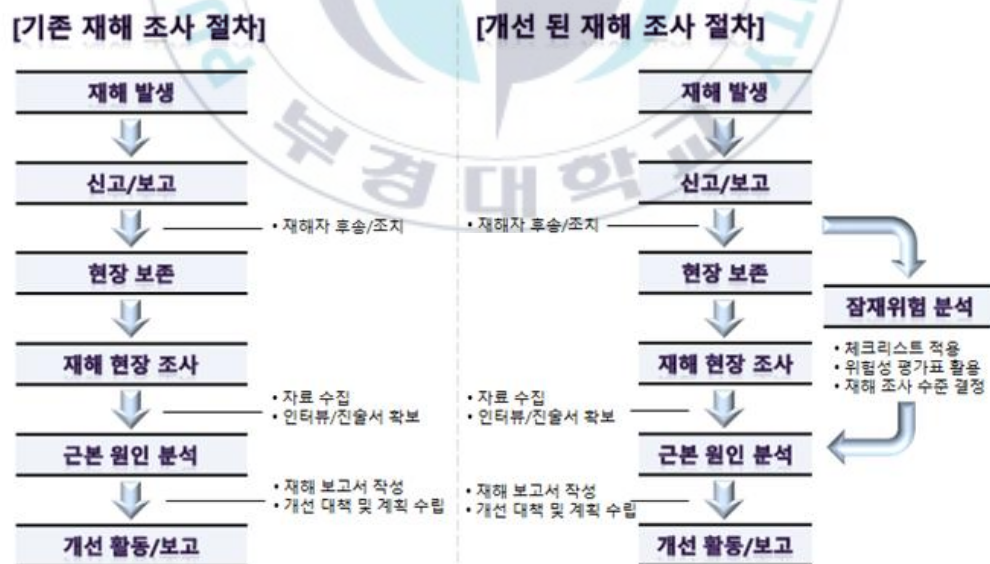 [기존 재해 조사 절차]
재해 발생
신고/보고
• 재해자 후송/조치
현장 보존
재해 현장 조사
• 자료 수집
• 인터뷰/진술서 확보
근본 원인 분석
• 재해 보고서 작성
• 개선 대책 및 계획 수립
개선 활동/보고
[개선 된 재해 조사 절차]
재해 발생
신고/보고
• 재해자 후송/조치
현장 보존
잠재위험 분석
• 체크리스트 적용
• 위험성 평가표 활용
• 재해 조사 수준 결정
재해 현장 조사
• 자료 수집
• 인터뷰/진술서 확보
근본 원인 분석
• 재해 보고서 작성
• 개선 대책 및 계획 수립
개선 활동/보고
부경대학교